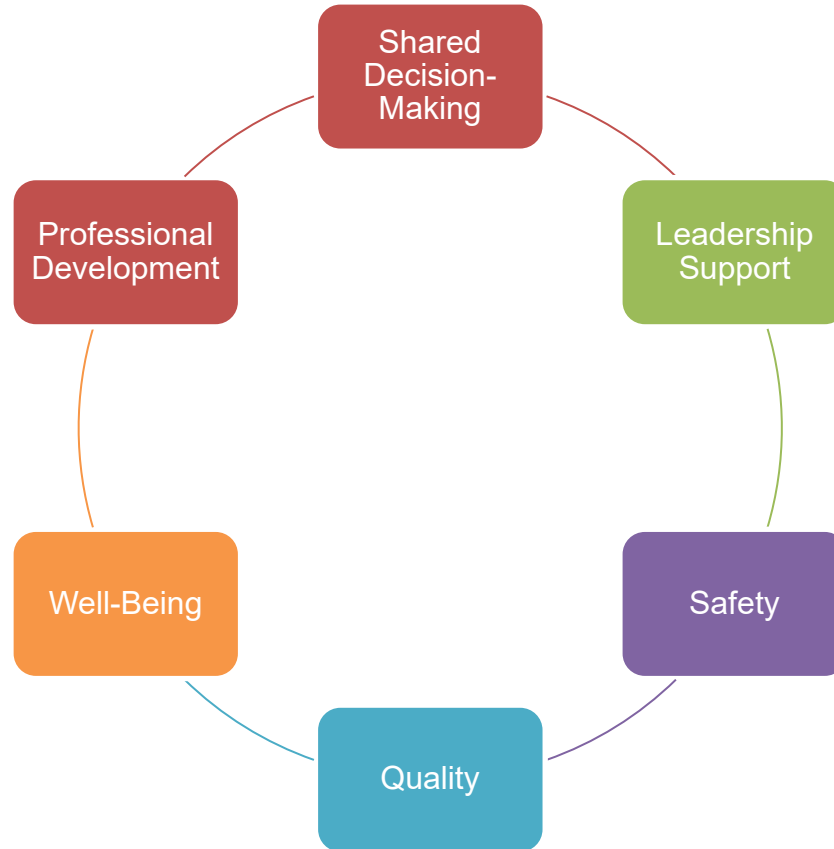 Shared
Decision-
Making
Leadership
Support
Safety
Quality
Well-Being
Professional
Development